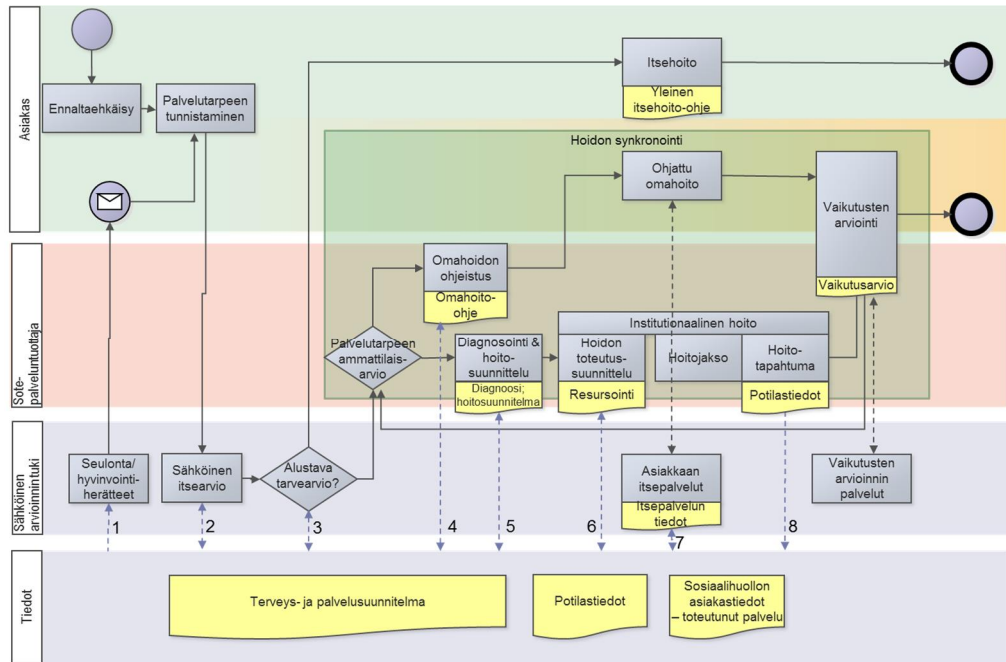 Asiakas
Ennaltaehkäisy
Palvelutarpeen
tunnistaminen
Itsehoito
Yleinen
itsehoito-ohje
Hoidon synkronointi
Ohjattu
omahoito
Vaikutusten
arviointi
Vaikutusarvio
Sote-
palveluntuottaja
Omahoidon
ohjeistus
Omahoito-
ohje
Palvelutarpeen
ammattilais-
arvio
Diagnosointi &
hoito-
suunnittelu
Diagnoosi;
hoitosuunnitelma
Institutionaalinen hoito
Hoidon
toteutus-
suunnittelu
Resursointi
Hoitojakso
Hoito-
tapahtuma
Potilastiedot
Sähköinen
arvioinnintuki
Seulonta/
hyvinvointi-
herätteet
Sähköinen
itsearvio
Alustava
tarvearvio?
Asiakkaan
itsepalvelut
Itsepalvelun
tiedot
Vaikutusten
arvioinnin
palvelut
1
2
3
4
5
6
7
8
Tiedot
Terveys- ja palvelusuunnitelma
Potilastiedot
Sosiaalihuollon
asiakastiedot
– toteutunut palvelu